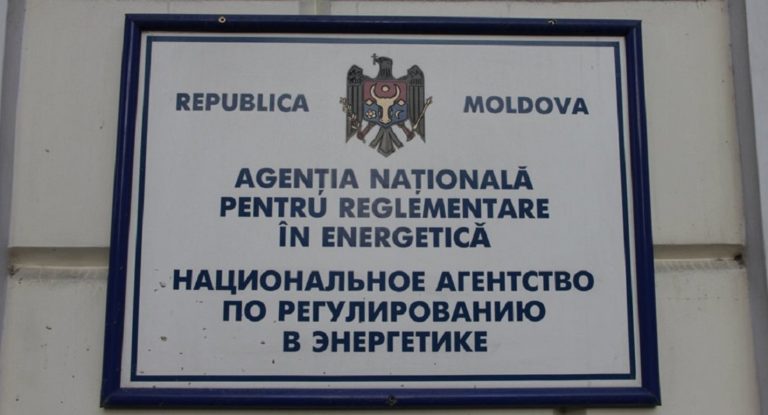 REPUBLICA MOLDOVA
AGENȚIA NAȚIONALĂ
PENTRU REGLEMENTARE
ÎN ENERGETICĂ
НАЦИОНАЛЬНОЕ АГЕНТСТВО
ПО РЕГУЛИРОВАНИЮ
В ЭНЕРГЕТИКЕ